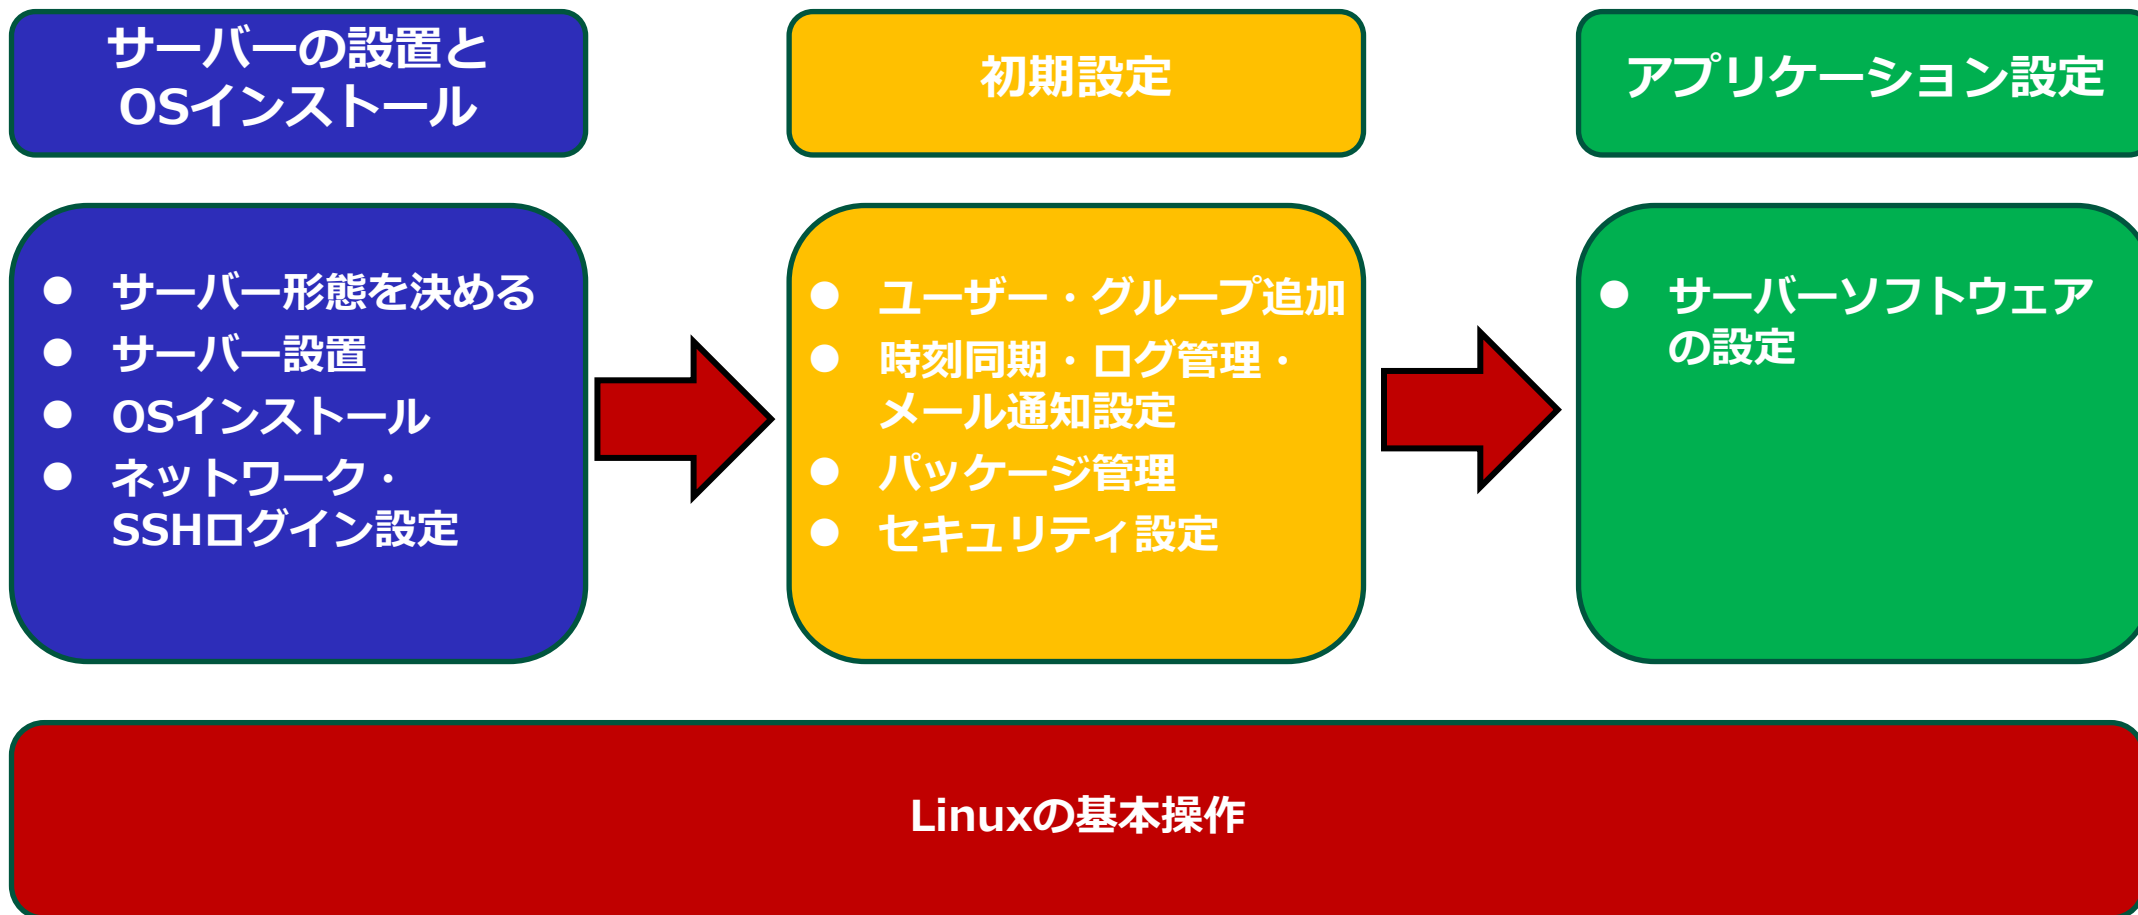 サーバーの設置と
OSインストール
初期設定
アプリケーション設定
● サーバー形態を決める
● サーバー設置
● OSインストール
● ネットワーク・
SSHログイン設定
● ユーザー・グループ追加
● 時刻同期・ログ管理・
メール通知設定
● パッケージ管理
● セキュリティ設定
● サーバーソフトウェア
の設定
Linuxの基本操作